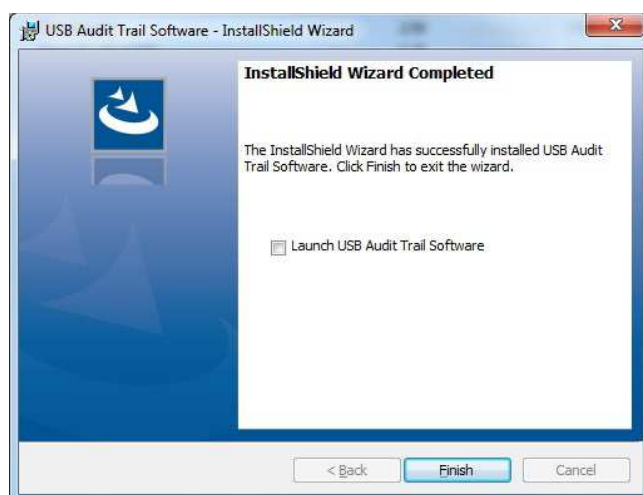 USB Audit Trail Software - InstallShield Wizard
InstallShield Wizard Completed
The InstallShield Wizard has successfully installed USB Audit
Trail Software. Click Finish to exit the wizard.
Launch USB Audit Trail Software
< Back
Finish
Cancel